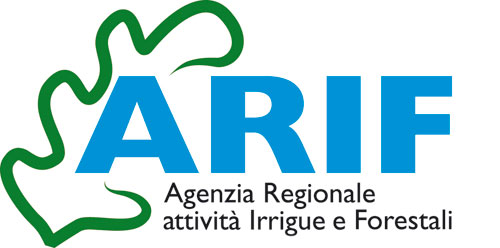 ARIF
Agenzia Regionale
attività Irrigue e Forestali